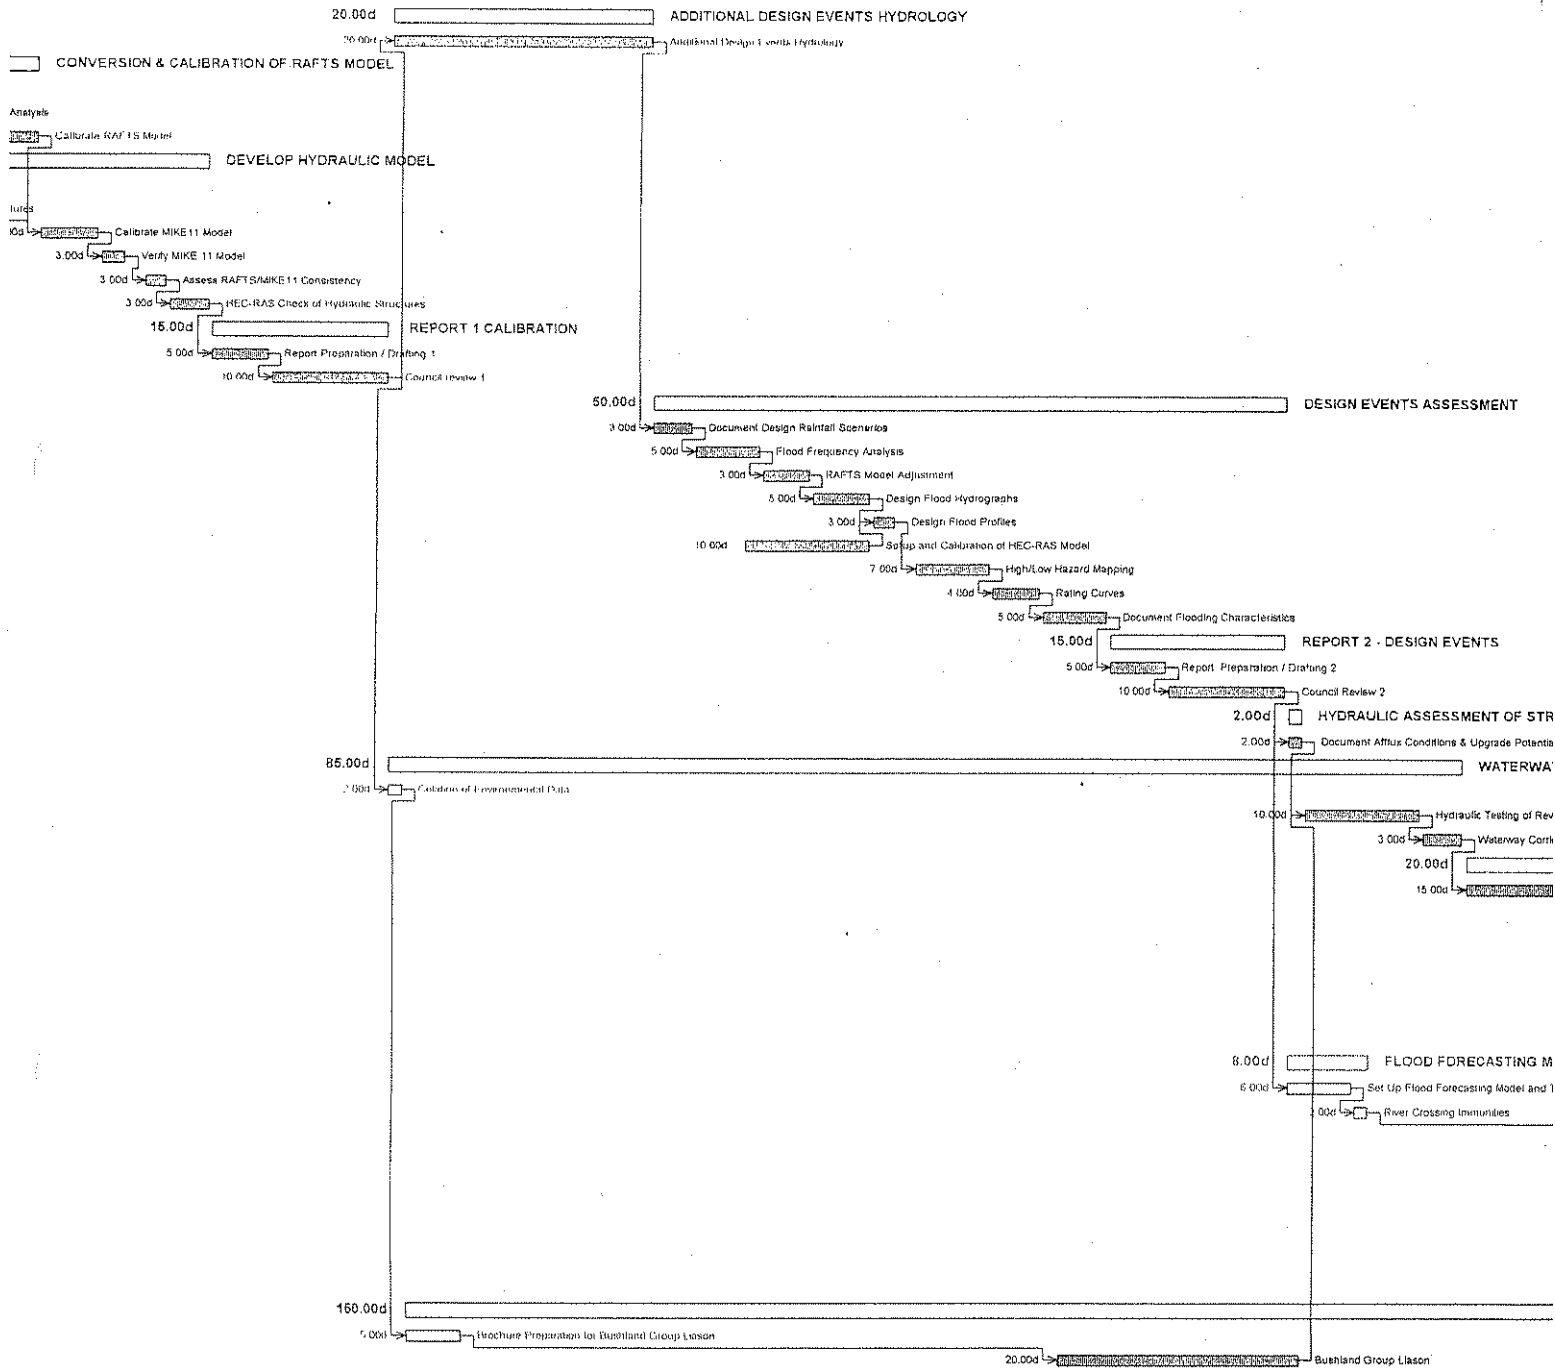 20.00d ADDITIONAL DESIGN EVENTS HYDROLOGY
20.00d Additional Design Events Hydrology
CONVERSION & CALIBRATION OF RAFTS MODEL
Analysis
Calibrate RAFTS Model
DEVELOP HYDRAULIC MODEL
Calibrate MIKE11 Model
3.00d Verify MIKE 11 Model
3.00d Assess RAFTS/MIKE11 Consistency
3.00d HEC-RAS Check of Hydraulic Structures
15.00d REPORT 1 CALIBRATION
5.00d Report Preparation / Drafting 1
10.00d Council review 1
50.00d DESIGN EVENTS ASSESSMENT
3.00d Document Design Rainfall Scenarios
5.00d Flood Frequency Analysis
3.00d RAFTS Model Adjustment
5.00d Design Flood Hydrographs
3.00d Design Flood Profiles
10.00d Setup and Calibration of HEC-RAS Model
7.00d High/Low Hazard Mapping
4.00d Rating Curves
5.00d Document Flooding Characteristics
15.00d REPORT 2 - DESIGN EVENTS
5.00d Report Preparation / Drafting 2
10.00d Council Review 2
2.00d HYDRAULIC ASSESSMENT OF STR
2.00d Document Afflux Conditions & Upgrade Potentia
85.00d WATERWAY
2.00d Colation of Environmental Data
10.00d Hydraulic Testing of Rev
3.00d Waterway Corri
20.00d
15.00d
8.00d FLOOD FORECASTING M
6.00d Set Up Flood Forecasting Model and T
River Crossing Immunities
160.00d
5.00d Brochure Preparation for Bushland Group Liason
20.00d Bushland Group Liason